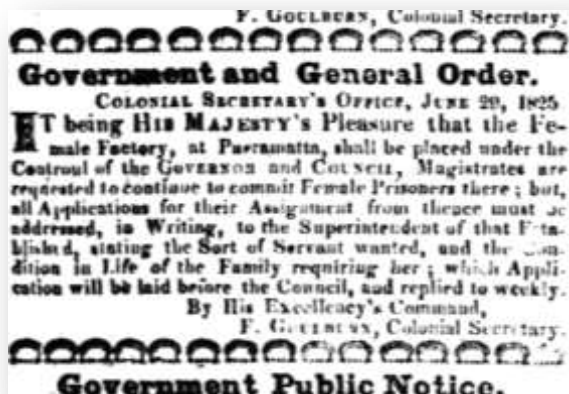 F. GOULBURN, Colonial Secretary.
Government and General Order.
COLONIAL SECRETARY'S OFFICE, JUNE 29, 1825
IT being HIS MAJESTY'S Pleasure that the Fe-
male Factory, at Parramatta, shall be placed under the
Controul of the GOVERNOR and COUNCIL, Magistrates are
requested to continue to commit Female Prisoners there; but,
all Applications for their Assignment from thence must be
addressed, in Writing, to the Superintendent of that Esta-
blished, stating the Sort of Servant wanted, and the Con-
dition in Life of the Family requiring her; which Appli-
cation will be laid before the Council, and replied to weekly.
By His Excellency's Command,
F. GOULBURN, Colonial Secretary.
Government Public Notice.